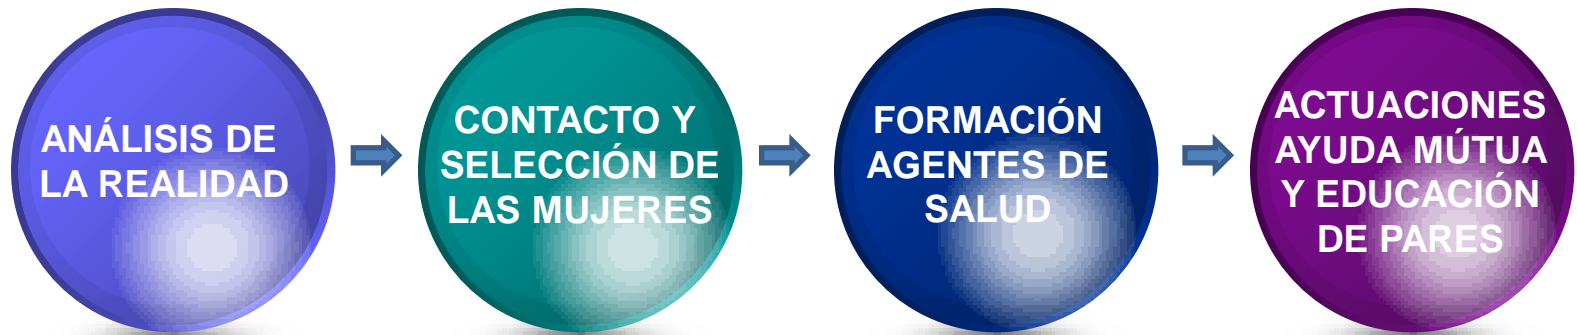 ANÁLISIS DE
LA REALIDAD
CONTACTO Y
SELECCIÓN DE
LAS MUJERES
FORMACIÓN
AGENTES DE
SALUD
ACTUACIONES
AYUDA MÚTUA
Y EDUCACIÓN
DE PARES